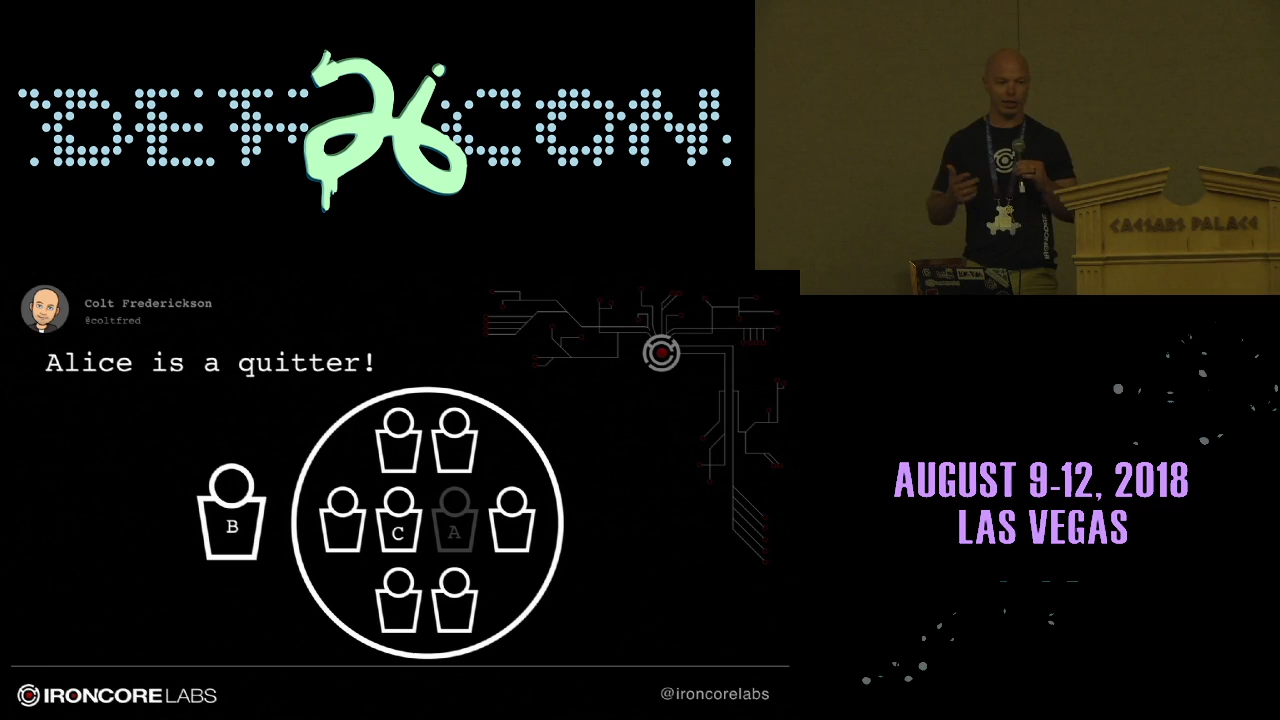 DEF CON
26
CAESARS PALACE
Colt Frederickson
@coltfred
Alice is a quitter!
B
C
A
IRONCORE LABS
@ironcorelabs
AUGUST 9-12, 2018
LAS VEGAS